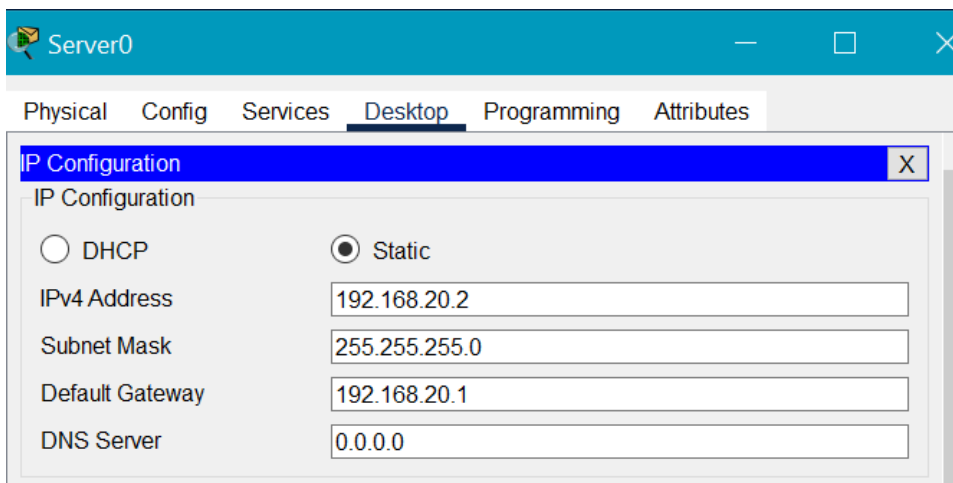 Server0
Physical Config Services Desktop Programming Attributes
IP Configuration X
IP Configuration
DHCP Static
IPv4 Address 192.168.20.2
Subnet Mask 255.255.255.0
Default Gateway 192.168.20.1
DNS Server 0.0.0.0